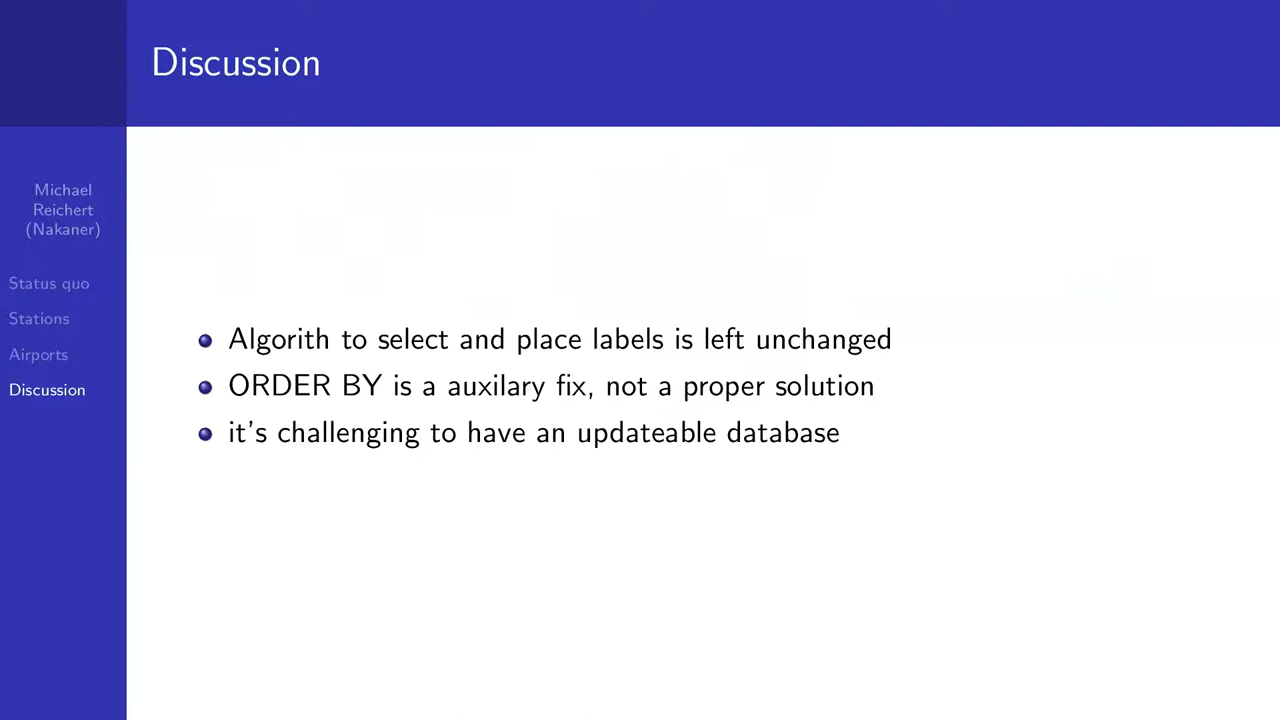 Discussion
Michael
Reichert
(Nakaner)
Status quo
Stations
Airports
Discussion
Algorith to select and place labels is left unchanged
ORDER BY is a auxilary fix, not a proper solution
it's challenging to have an updateable database